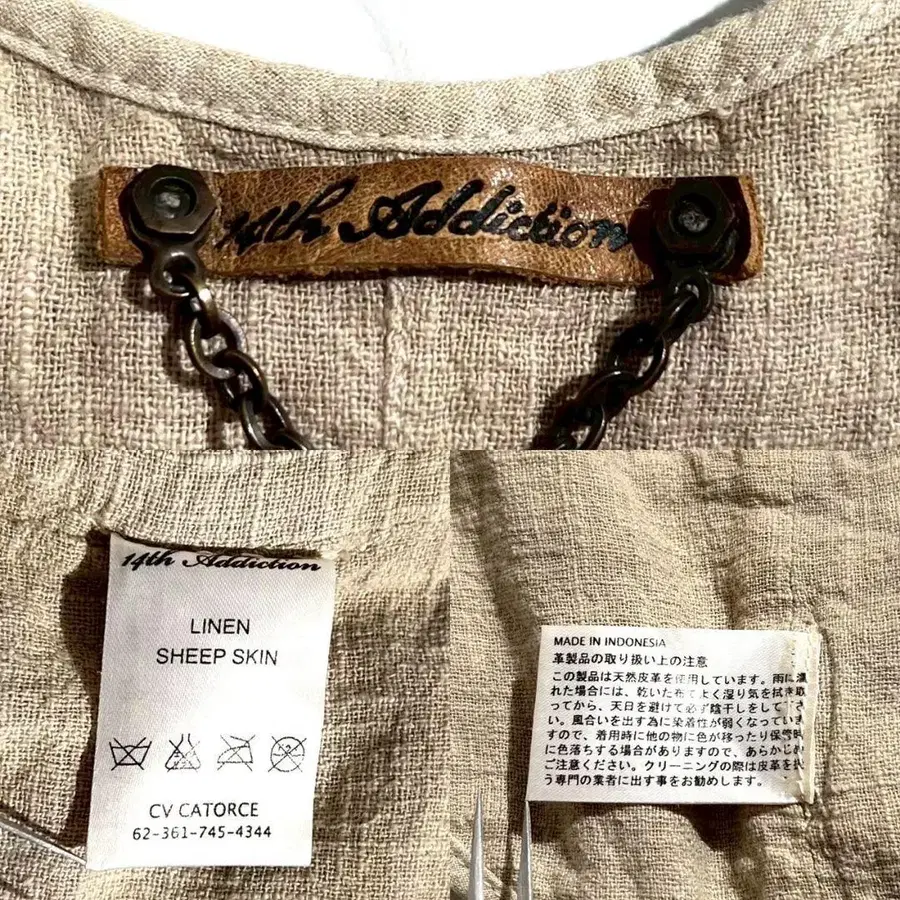 14th Addiction
14th Addiction
LINEN
SHEEP SKIN
CV CATORCE
62-361-745-4344
MADE IN INDONESIA
革製品の取り扱い上の注意
この製品は天然皮革を使用しています。雨に濡
れた場合には、乾いた布でよく湿り気を拭き取
ってから、天日を避けて必ず陰干しをして下さ
い。風合いを出す為に染着性が弱くなっていま
すので、着用時に他の物に色が移ったり保管時
に色落ちする場合がありますので、あらかじめ
ご注意ください。クリーニングの際は皮革を扱
う専門の業者に出す事をお勧めします。